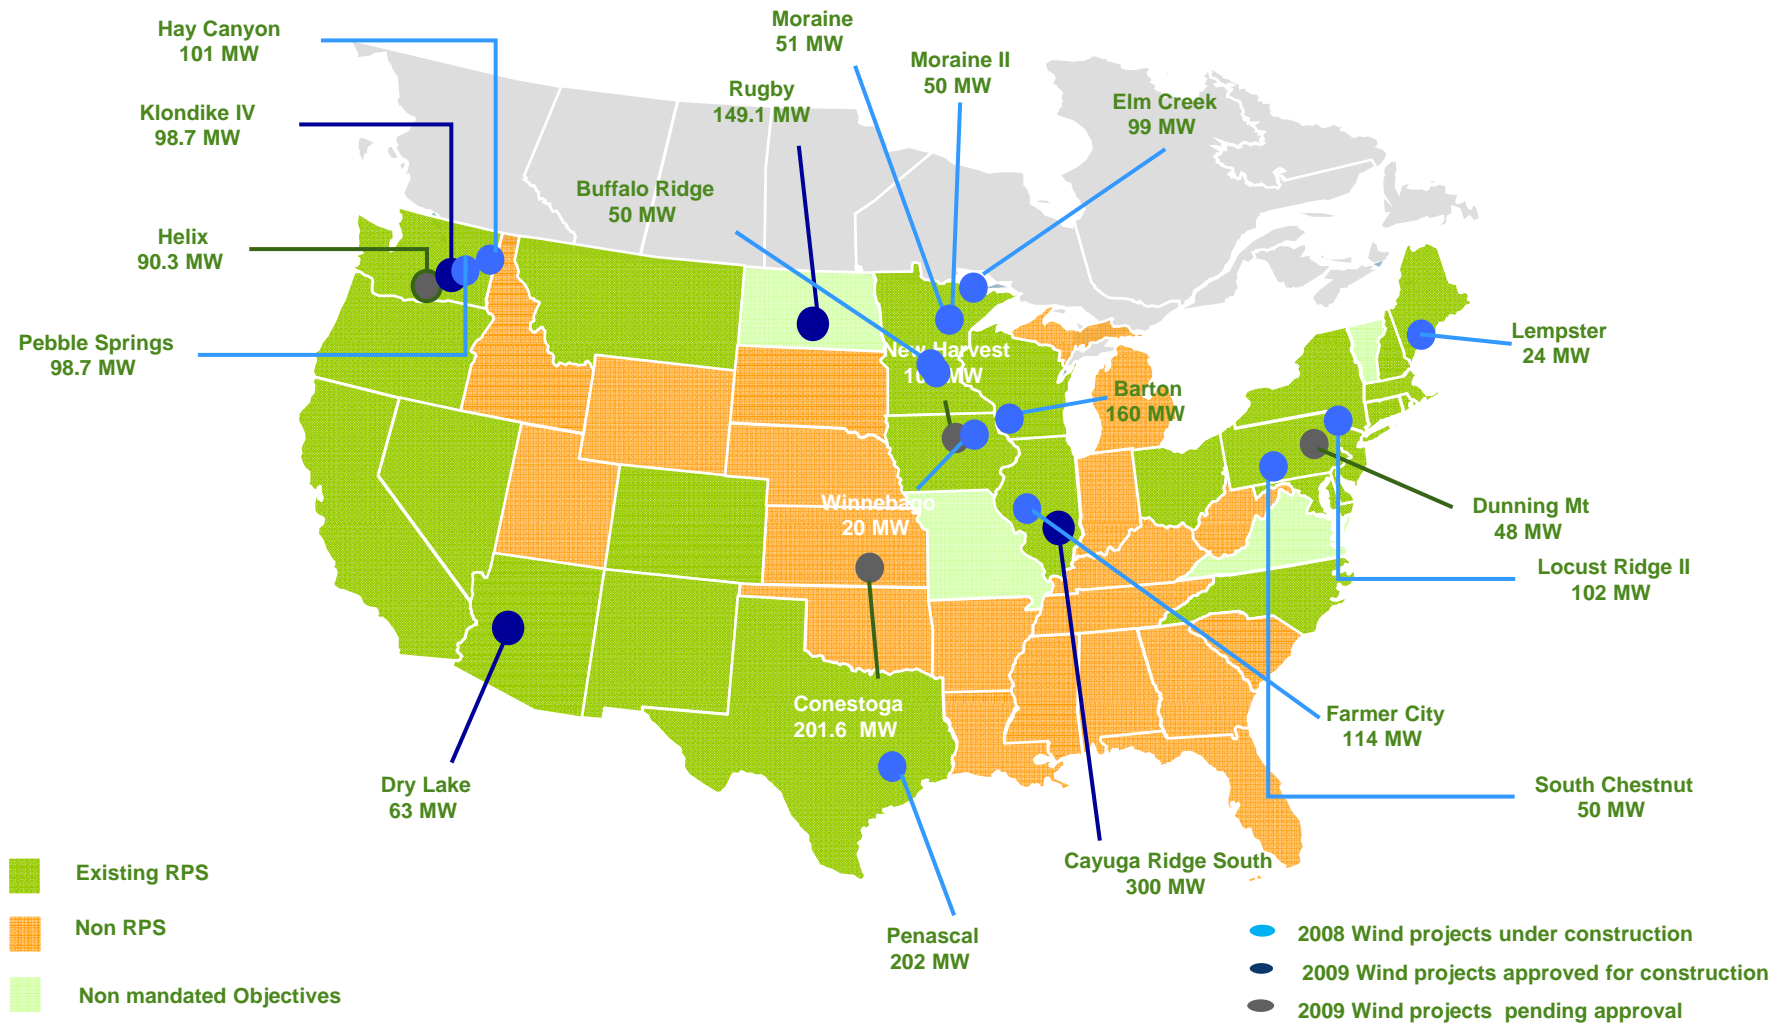 Hay Canyon
101 MW
Moraine
51 MW
Moraine II
50 MW
Rugby
149.1 MW
Elm Creek
99 MW
Klondike IV
98.7 MW
Buffalo Ridge
50 MW
Helix
90.3 MW
Pebble Springs
98.7 MW
Lempster
24 MW
New Harvest
MW
Barton
160 MW
Winnebago
20 MW
Dunning Mt
48 MW
Locust Ridge II
102 MW
Conestoga
201.6 MW
Farmer City
114 MW
Dry Lake
63 MW
South Chestnut
50 MW
Cayuga Ridge South
300 MW
Penascal
202 MW
Existing RPS
Non RPS
Non mandated Objectives
2008 Wind projects under construction
2009 Wind projects approved for construction
2009 Wind projects pending approval